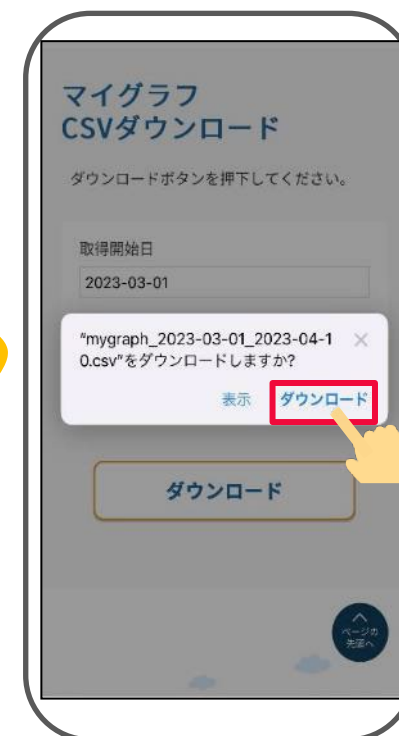 マイグラフ
CSVダウンロード
ダウンロードボタンを押下してください。
取得開始日
2023-03-01
“mygraph_2023-03-01_2023-04-1
0.csv”をダウンロードしますか?
表示 ダウンロード
ダウンロード
ページの
先頭へ